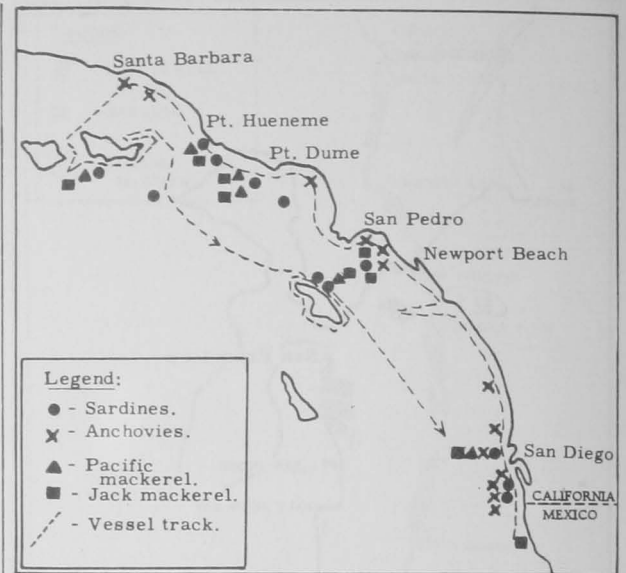 Santa Barbara
Pt. Hueneme
Pt. Dume
San Pedro
Newport Beach
San Diego
CALIFORNIA
MEXICO
Legend:
- Sardines.
- Anchovies.
- Pacific
mackerel.
- Jack mackerel.
- Vessel track.